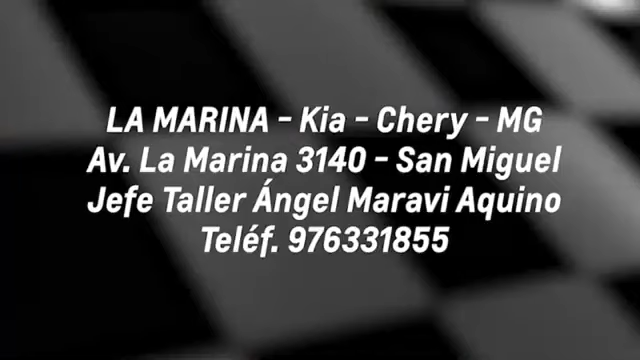 LA MARINA - Kia - Chery - MG
Av. La Marina 3140 - San Miguel
Jefe Taller Ángel Maravi Aquino
Teléf. 976331855